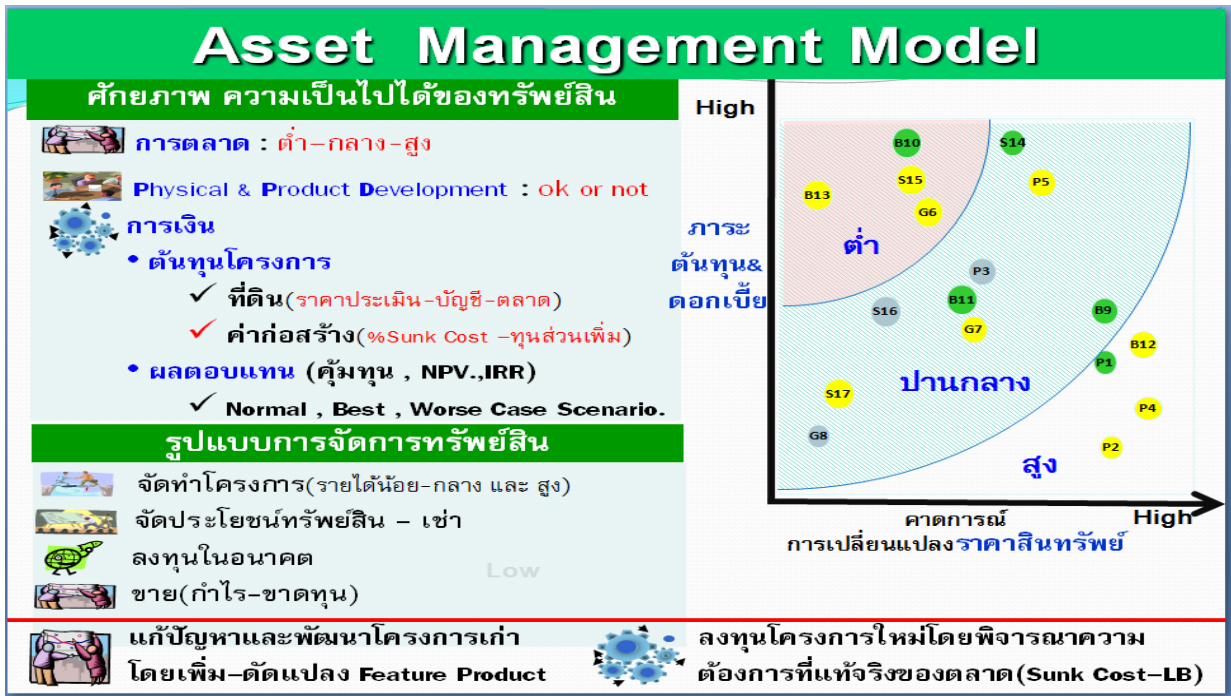 Asset Management Model
ศักยภาพ ความเป็นไปได้ของทรัพย์สิน
การตลาด : ต่ำ–กลาง–สูง
Physical & Product Development : ok or not
การเงิน
• ต้นทุนโครงการ
✓ ที่ดิน(ราคาประเมิน–บัญชี–ตลาด)
✓ ค่าก่อสร้าง(%Sunk Cost –ทุนส่วนเพิ่ม)
• ผลตอบแทน (คุ้มทุน , NPV.,IRR)
✓ Normal , Best , Worse Case Scenario.
รูปแบบการจัดการทรัพย์สิน
จัดทำโครงการ(รายได้น้อย–กลาง และ สูง)
จัดประโยชน์ทรัพย์สิน – เช่า
ลงทุนในอนาคต
Low
ขาย(กำไร–ขาดทุน)
High
ภาระ
ต้นทุน&
ดอกเบี้ย
B10
S14
S15
P5
B13
G6
ต่ำ
P3
B11
S16
B9
G7
B12
P1
ปานกลาง
S17
P4
G8
P2
สูง
คาดการณ์
High
การเปลี่ยนแปลงราคาสินทรัพย์
แก้ปัญหาและพัฒนาโครงการเก่า
โดยเพิ่ม–ดัดแปลง Feature Product
ลงทุนโครงการใหม่โดยพิจารณาความ
ต้องการที่แท้จริงของตลาด(Sunk Cost–LB)